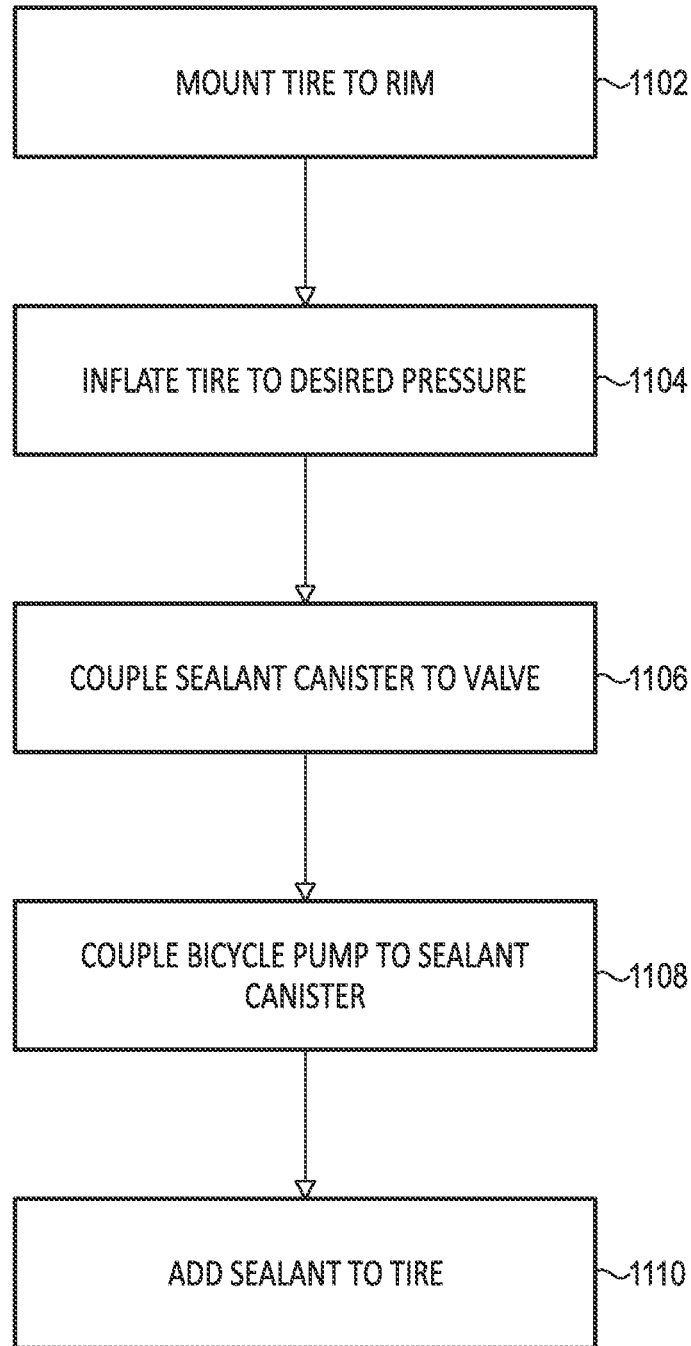 MOUNT TIRE TO RIM
1102
INFLATE TIRE TO DESIRED PRESSURE
1104
COUPLE SEALANT CANISTER TO VALVE
1106
COUPLE BICYCLE PUMP TO SEALANT
CANISTER
1108
ADD SEALANT TO TIRE
1110